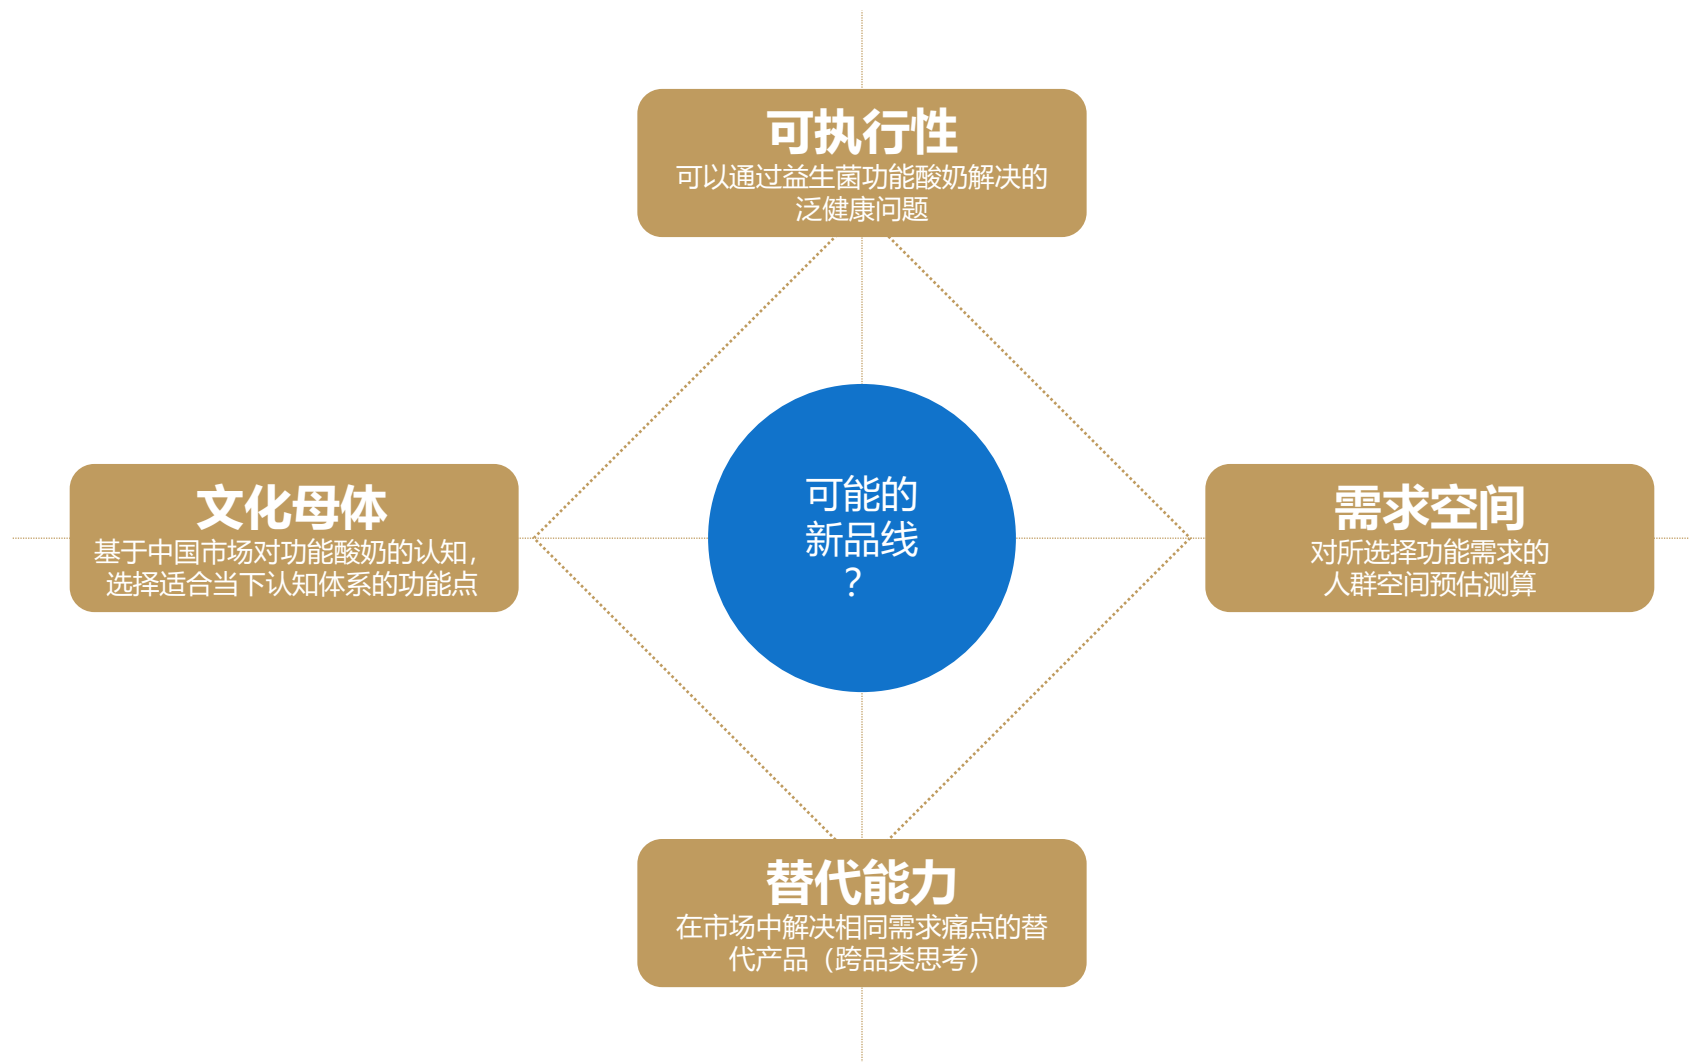 可执行性
可以通过益生菌功能酸奶解决的
泛健康问题
文化母体
基于中国市场对功能酸奶的认知，
选择适合当下认知体系的功能点
可能的
新品线
？
需求空间
对所选择功能需求的
人群空间预估测算
替代能力
在市场中解决相同需求痛点的替
代产品（跨品类思考）